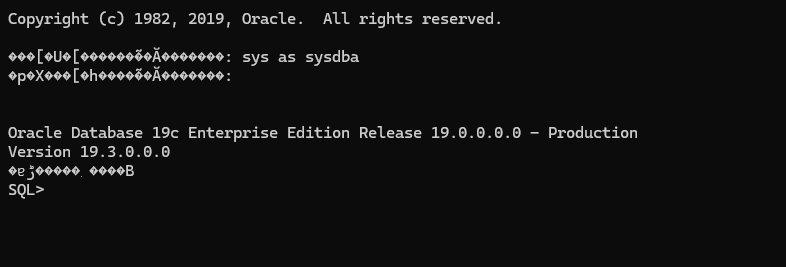 Copyright (c) 1982, 2019, Oracle.  All rights reserved.
���[�U�[�������̃�Ă�������: sys as sysdba
�p�X���[�h�����̃�Ă�������:
Oracle Database 19c Enterprise Edition Release 19.0.0.0.0 - Production
Version 19.3.0.0.0
�ɐڑ�����܂����B
SQL>